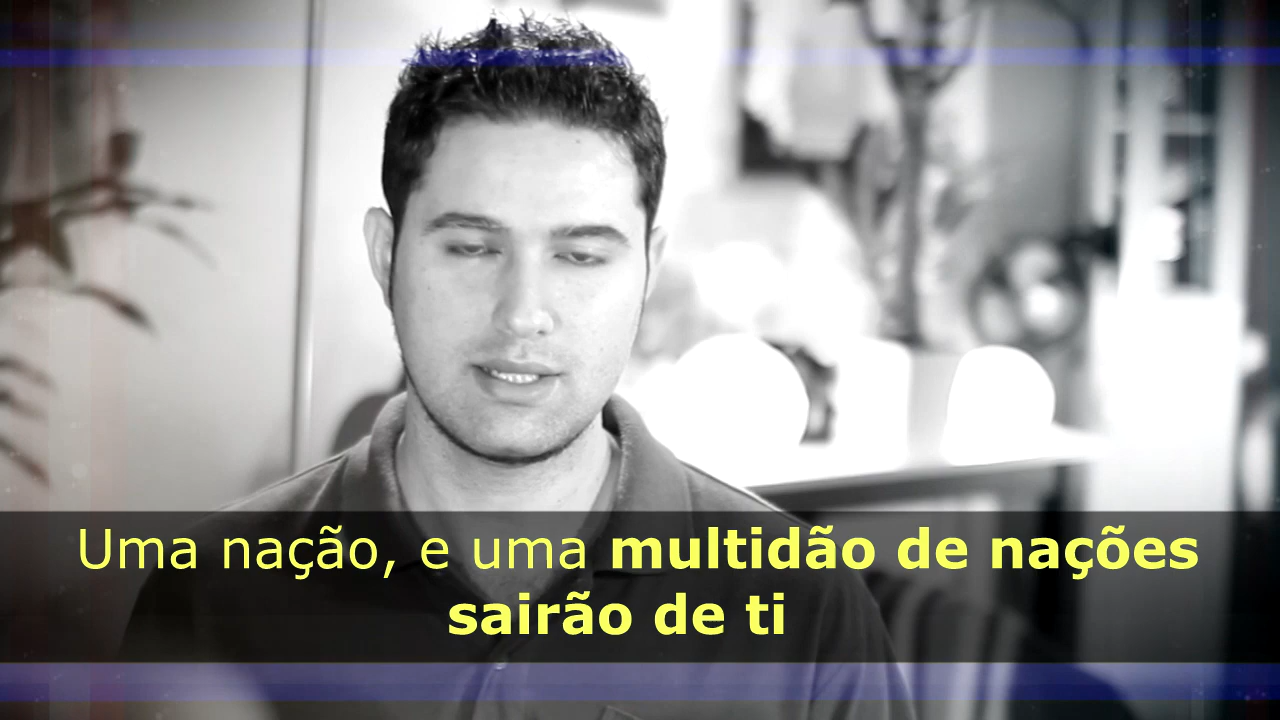 Uma nação, e uma multidão de nações
sairão de ti